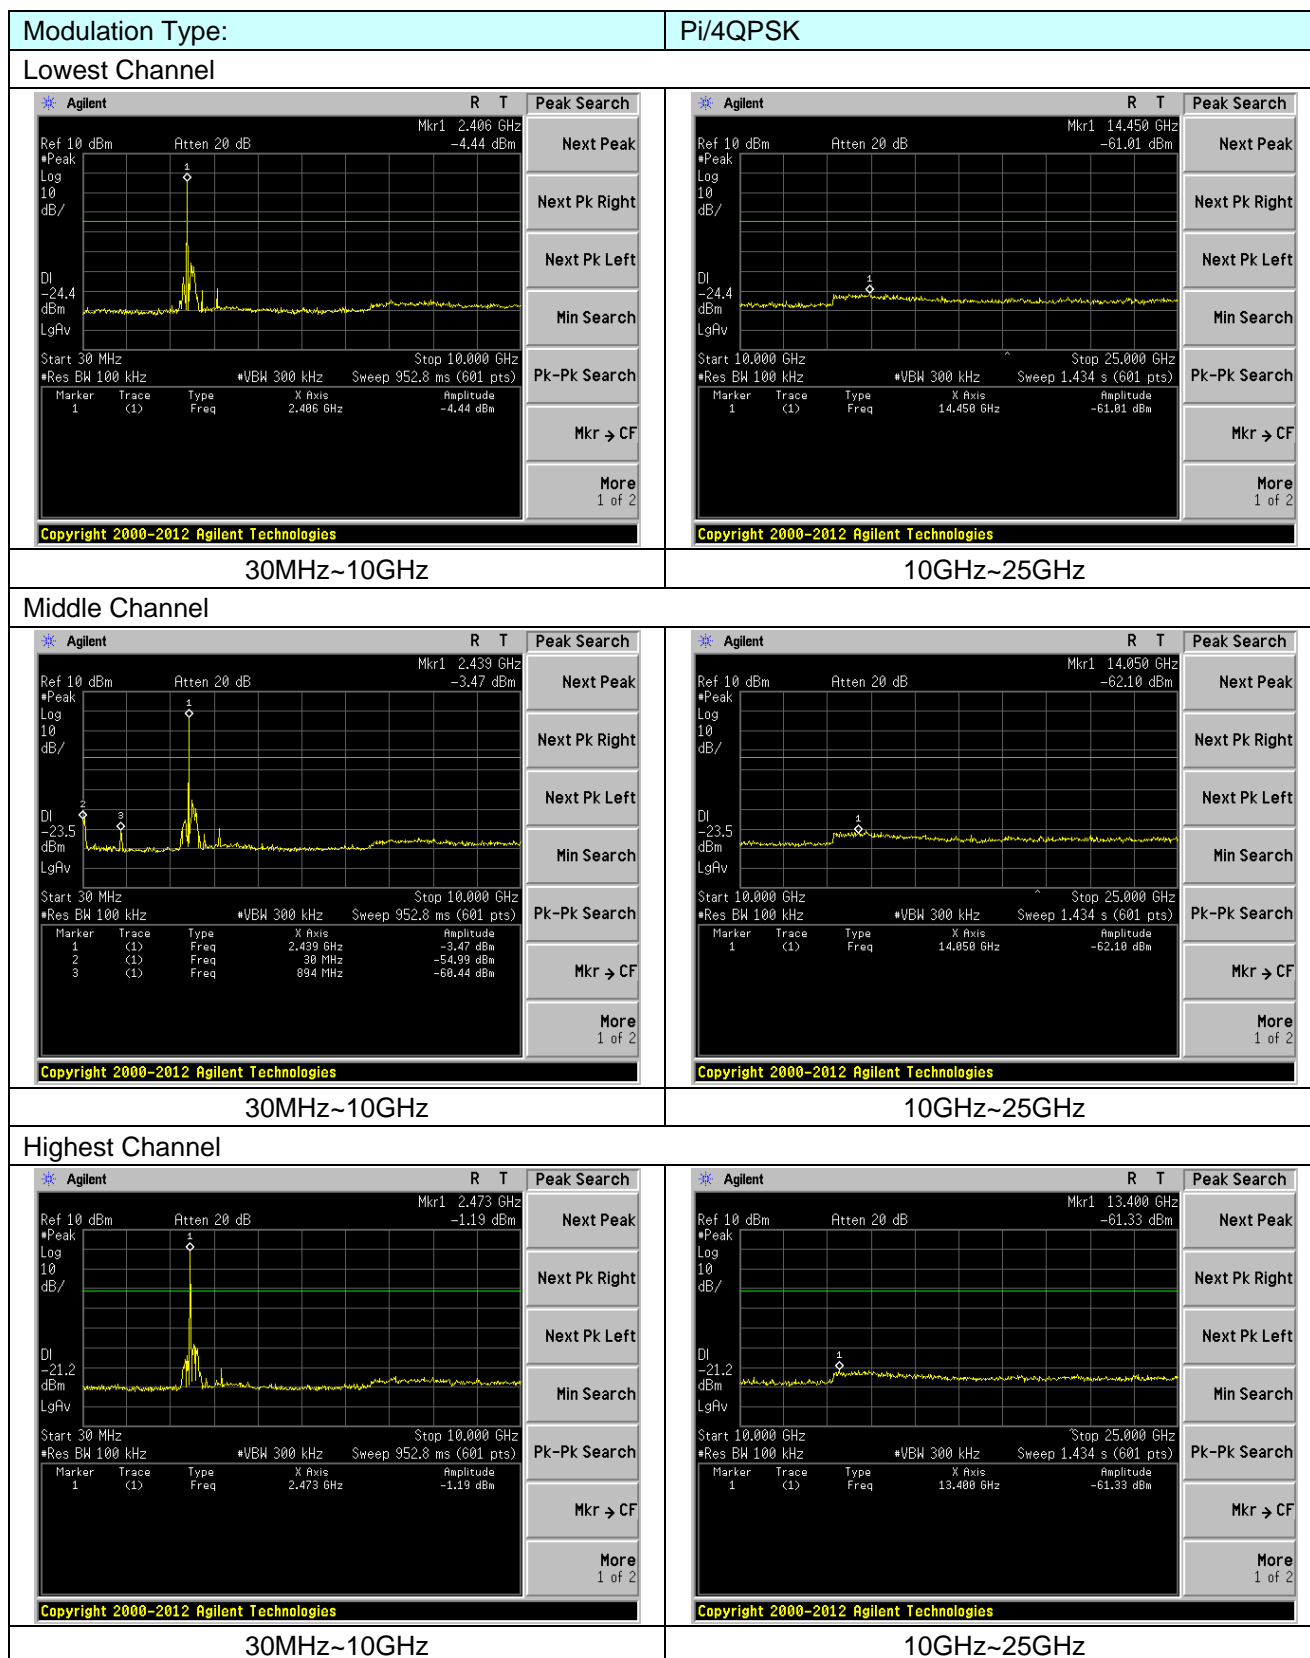 Modulation Type: Pi/4QPSK
Lowest Channel
Agilent R T Peak Search
Mkr1 2.406 GHz
Ref 10 dBm Atten 20 dB -4.44 dBm
#Peak
Log
10
dB/
1
DI
-24.4
dBm
LgAv
Start 30 MHz Stop 10.000 GHz
#Res BW 100 kHz #VBW 300 kHz Sweep 952.8 ms (601 pts)
Marker Trace Type X Axis Amplitude
1 (1) Freq 2.406 GHz -4.44 dBm
Next Peak
Next Pk Right
Next Pk Left
Min Search
Pk-Pk Search
Mkr → CF
More
1 of 2
Copyright 2000-2012 Agilent Technologies
Agilent R T Peak Search
Mkr1 14.450 GHz
Ref 10 dBm Atten 20 dB -61.01 dBm
#Peak
Log
10
dB/
1
DI
-24.4
dBm
LgAv
Start 10.000 GHz Stop 25.000 GHz
#Res BW 100 kHz #VBW 300 kHz Sweep 1.434 s (601 pts)
Marker Trace Type X Axis Amplitude
1 (1) Freq 14.450 GHz -61.01 dBm
Next Peak
Next Pk Right
Next Pk Left
Min Search
Pk-Pk Search
Mkr → CF
More
1 of 2
Copyright 2000-2012 Agilent Technologies
30MHz~10GHz 10GHz~25GHz
Middle Channel
Agilent R T Peak Search
Mkr1 2.439 GHz
Ref 10 dBm Atten 20 dB -3.47 dBm
#Peak
Log
10
dB/
1
2
3
DI
-23.5
dBm
LgAv
Start 30 MHz Stop 10.000 GHz
#Res BW 100 kHz #VBW 300 kHz Sweep 952.8 ms (601 pts)
Marker Trace Type X Axis Amplitude
1 (1) Freq 2.439 GHz -3.47 dBm
2 (1) Freq 30 MHz -54.99 dBm
3 (1) Freq 894 MHz -60.44 dBm
Next Peak
Next Pk Right
Next Pk Left
Min Search
Pk-Pk Search
Mkr → CF
More
1 of 2
Copyright 2000-2012 Agilent Technologies
Agilent R T Peak Search
Mkr1 14.050 GHz
Ref 10 dBm Atten 20 dB -62.10 dBm
#Peak
Log
10
dB/
1
DI
-23.5
dBm
LgAv
Start 10.000 GHz Stop 25.000 GHz
#Res BW 100 kHz #VBW 300 kHz Sweep 1.434 s (601 pts)
Marker Trace Type X Axis Amplitude
1 (1) Freq 14.050 GHz -62.10 dBm
Next Peak
Next Pk Right
Next Pk Left
Min Search
Pk-Pk Search
Mkr → CF
More
1 of 2
Copyright 2000-2012 Agilent Technologies
30MHz~10GHz 10GHz~25GHz
Highest Channel
Agilent R T Peak Search
Mkr1 2.473 GHz
Ref 10 dBm Atten 20 dB -1.19 dBm
#Peak
Log
10
dB/
1
DI
-21.2
dBm
LgAv
Start 30 MHz Stop 10.000 GHz
#Res BW 100 kHz #VBW 300 kHz Sweep 952.8 ms (601 pts)
Marker Trace Type X Axis Amplitude
1 (1) Freq 2.473 GHz -1.19 dBm
Next Peak
Next Pk Right
Next Pk Left
Min Search
Pk-Pk Search
Mkr → CF
More
1 of 2
Copyright 2000-2012 Agilent Technologies
Agilent R T Peak Search
Mkr1 13.400 GHz
Ref 10 dBm Atten 20 dB -61.33 dBm
#Peak
Log
10
dB/
1
DI
-21.2
dBm
LgAv
Start 10.000 GHz Stop 25.000 GHz
#Res BW 100 kHz #VBW 300 kHz Sweep 1.434 s (601 pts)
Marker Trace Type X Axis Amplitude
1 (1) Freq 13.400 GHz -61.33 dBm
Next Peak
Next Pk Right
Next Pk Left
Min Search
Pk-Pk Search
Mkr → CF
More
1 of 2
Copyright 2000-2012 Agilent Technologies
30MHz~10GHz 10GHz~25GHz